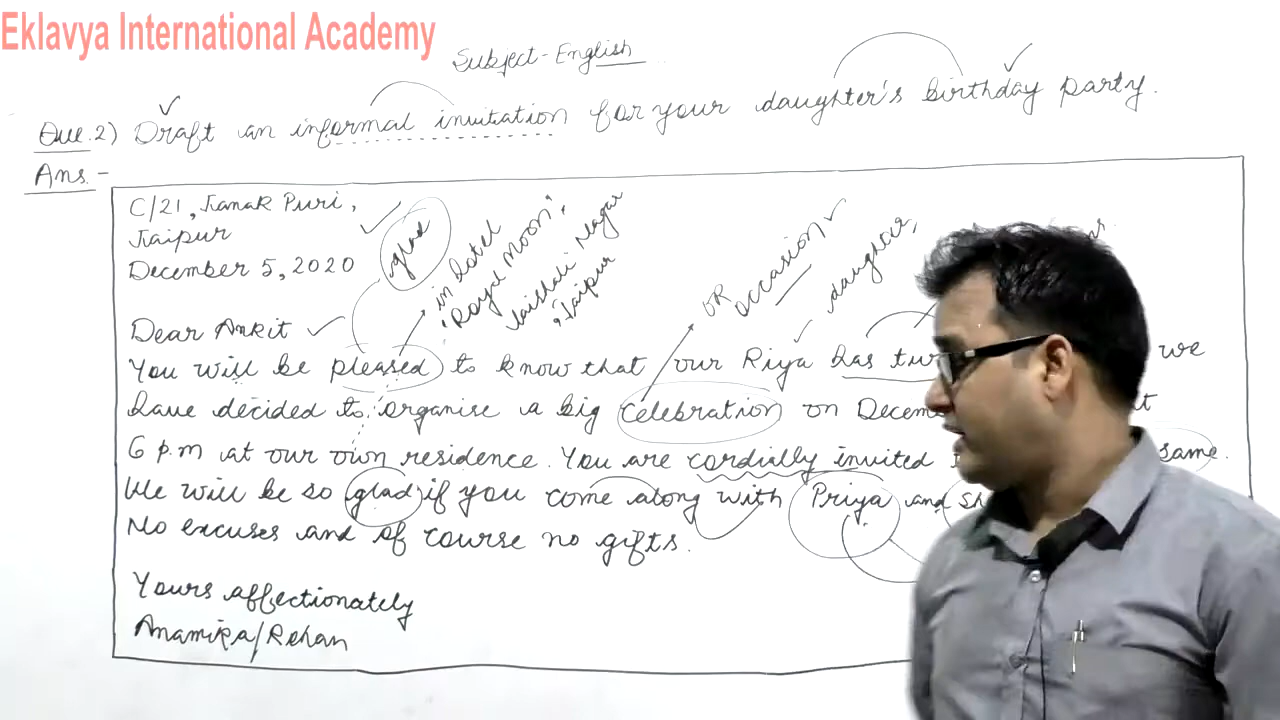 Eklavya International Academy
Subject-English
Que.2) Draft an informal invitation for your daughter's birthday party.
Ans.-
C/21, Janak Puri,
Jaipur
December 5, 2020
glad
in hotel
'Royal Moon',
Vaishali Nagar
Jaipur
OR
occasion
daughter,
Dear Ankit
You will be pleased to know that our Riya has we
have decided to organise a big celebration on
6 p.m at our own residence. You are cordially invited same.
We will be so glad if you come along with Priya and
No excuses and of course no gifts.
Yours affectionately
Anamika/Rehan